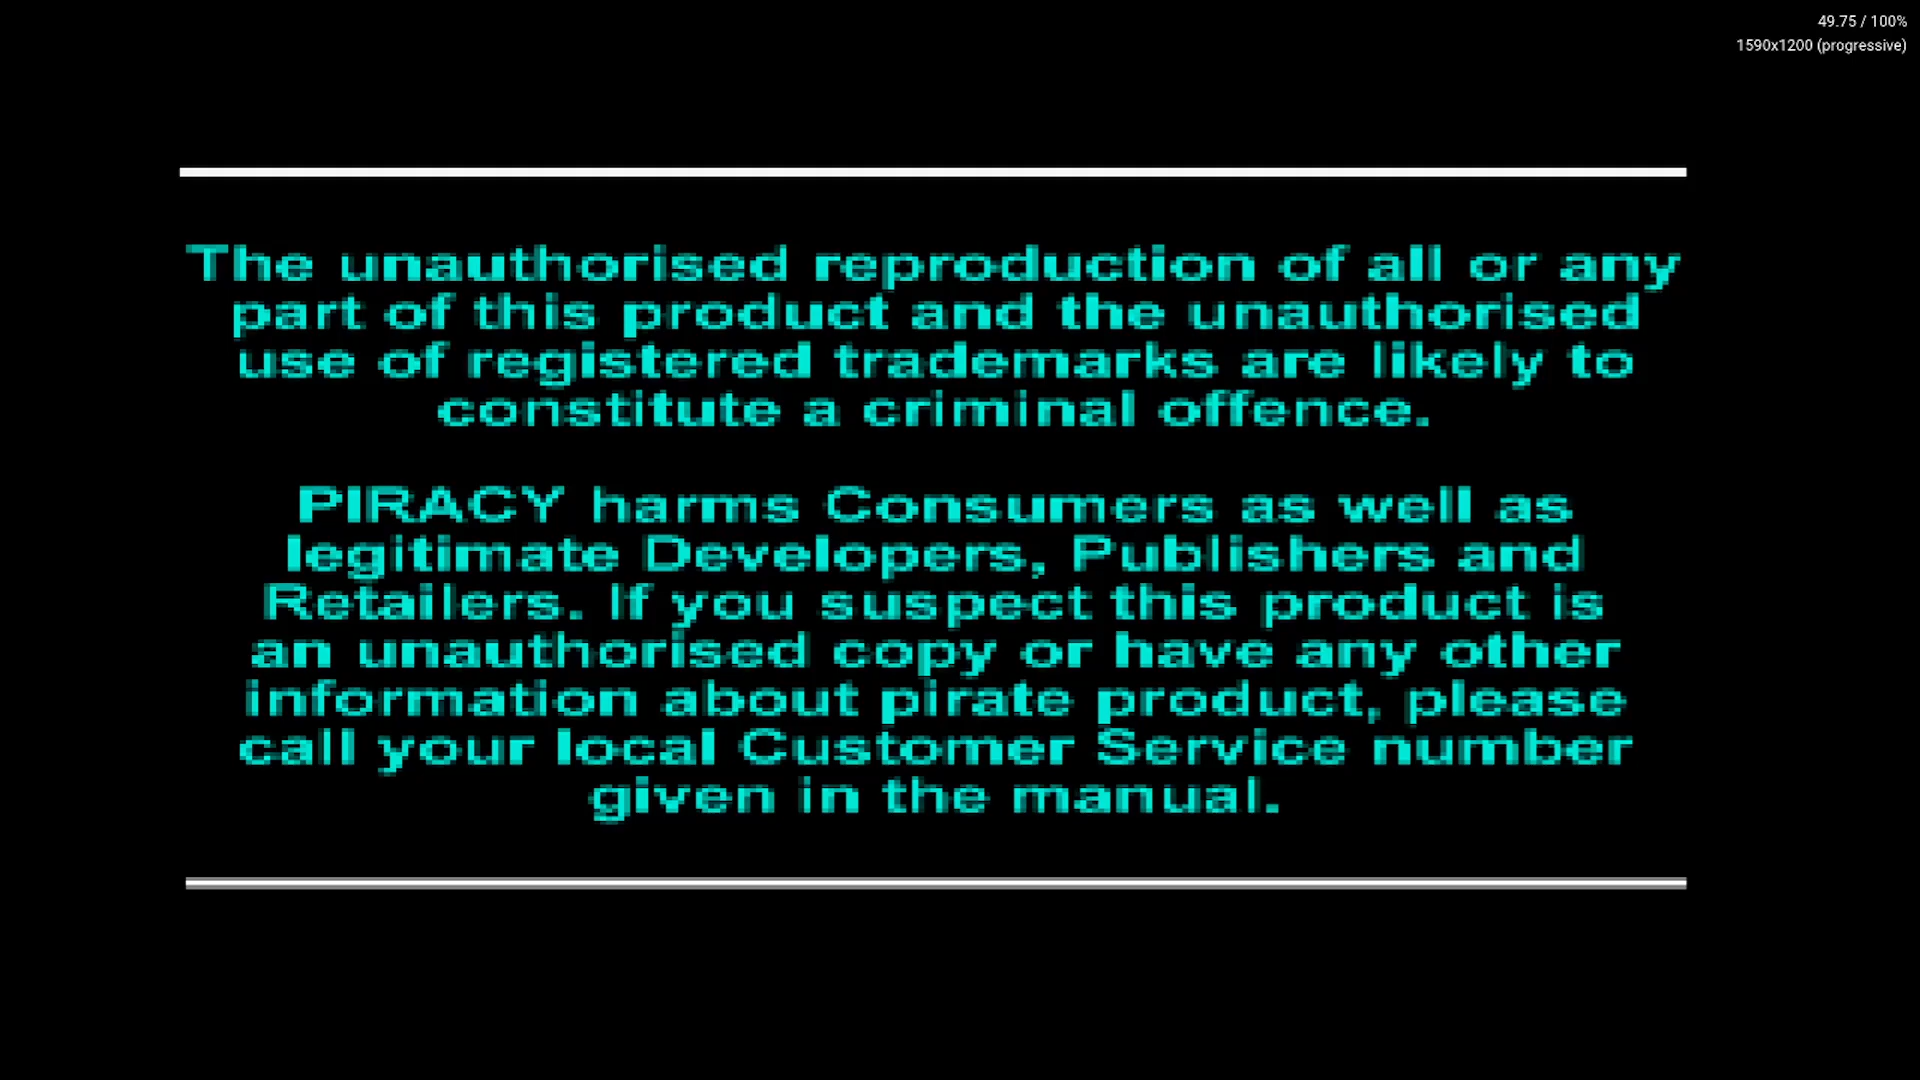 49.75 / 100%
1590x1200 (progressive)
The unauthorised reproduction of all or any
part of this product and the unauthorised
use of registered trademarks are likely to
constitute a criminal offence.
PIRACY harms Consumers as well as
legitimate Developers, Publishers and
Retailers. If you suspect this product is
an unauthorised copy or have any other
information about pirate product, please
call your local Customer Service number
given in the manual.